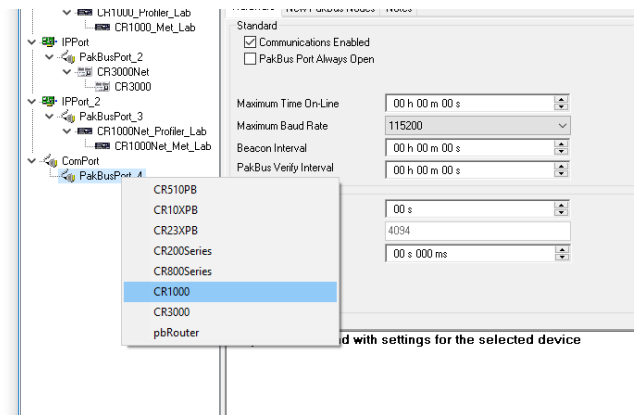 CR1000_Profiler_Lab
CR1000_Met_Lab
IPPort
PakBusPort_2
CR3000Net
CR3000
IPPort_2
PakBusPort_3
CR1000Net_Profiler_Lab
CR1000Net_Met_Lab
ComPort
PakBusPort_4
CR510PB
CR10XPB
CR23XPB
CR200Series
CR800Series
CR1000
CR3000
pbRouter
Hardware New PakBus Nodes Notes
Standard
Communications Enabled
PakBus Port Always Open
Maximum Time On-Line 00 h 00 m 00 s
Maximum Baud Rate 115200
Beacon Interval 00 h 00 m 00 s
PakBus Verify Interval 00 h 00 m 00 s
00 s
4094
00 s 000 ms
with settings for the selected device